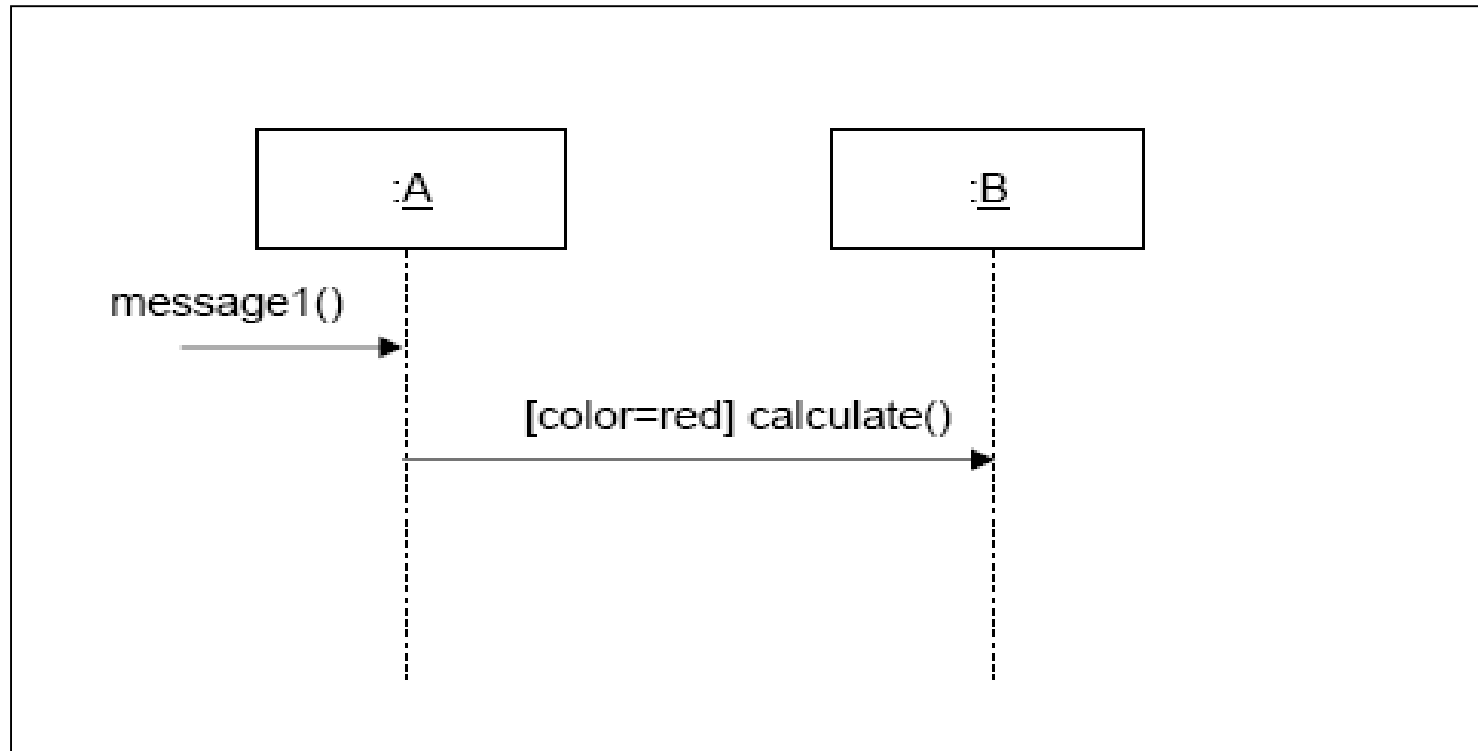 :A
:B
message1()
[color=red] calculate()